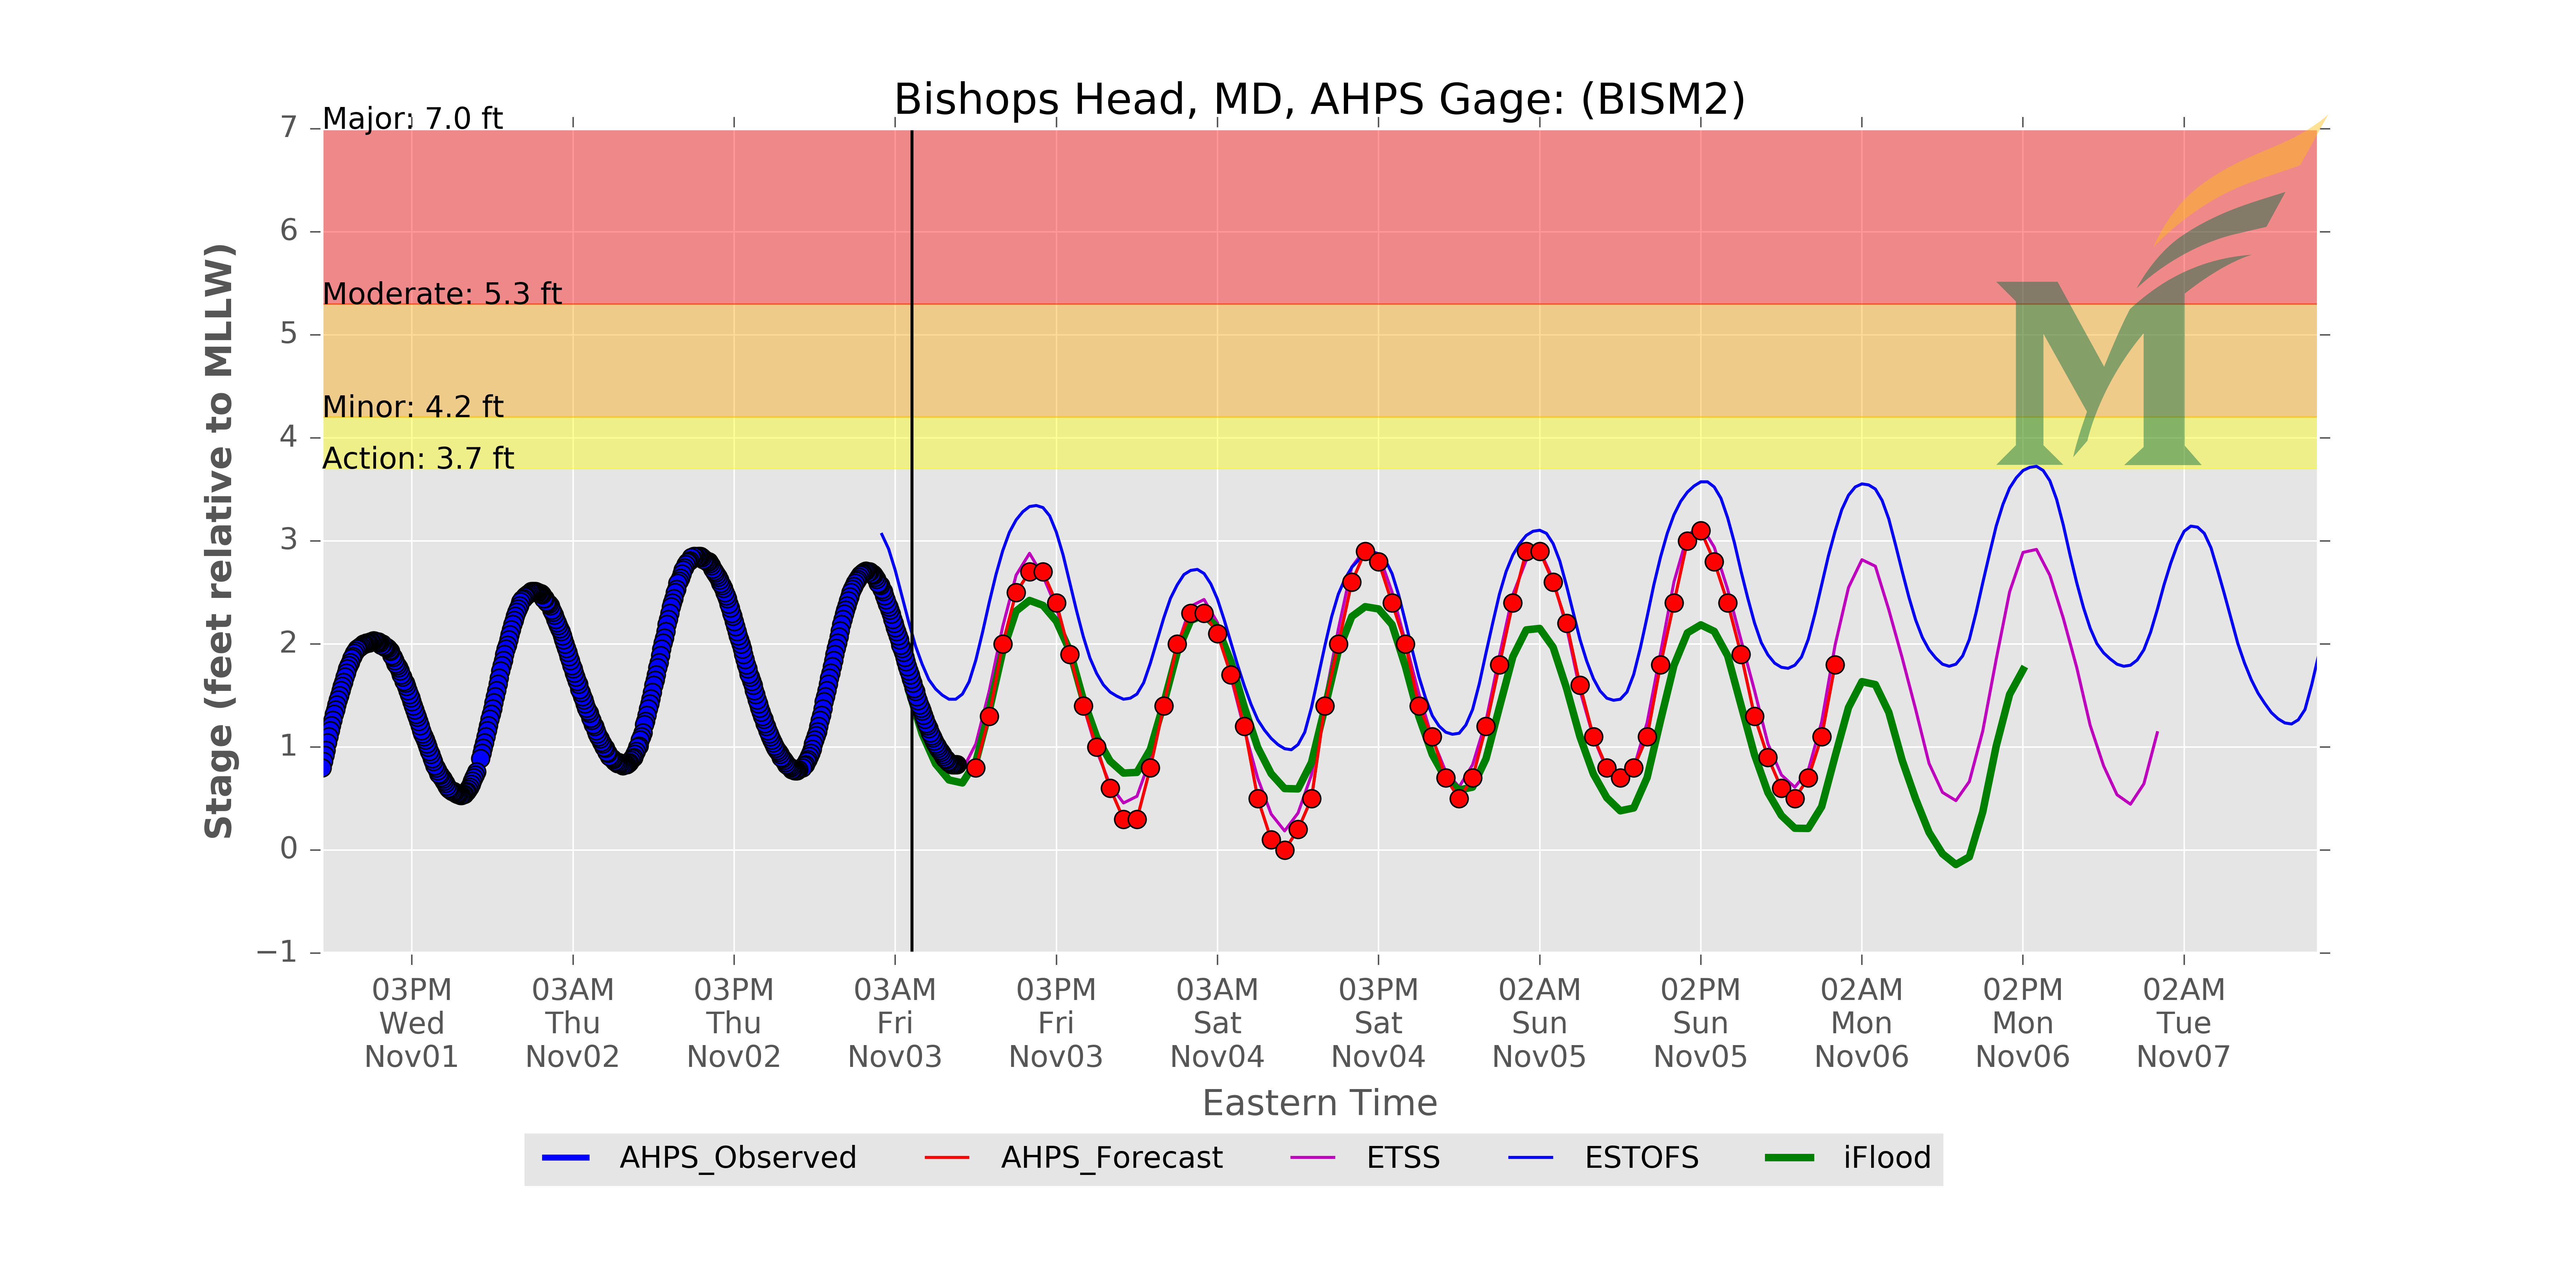 Bishops Head, MD, AHPS Gage: (BISM2)
Major: 7.0 ft
Moderate: 5.3 ft
Minor: 4.2 ft
Action: 3.7 ft
Stage (feet relative to MLLW)
7
6
5
4
3
2
1
0
−1
03PM
Wed
Nov01
03AM
Thu
Nov02
03PM
Thu
Nov02
03AM
Fri
Nov03
03PM
Fri
Nov03
03AM
Sat
Nov04
03PM
Sat
Nov04
02AM
Sun
Nov05
02PM
Sun
Nov05
02AM
Mon
Nov06
02PM
Mon
Nov06
02AM
Tue
Nov07
Eastern Time
AHPS_Observed
AHPS_Forecast
ETSS
ESTOFS
iFlood
M